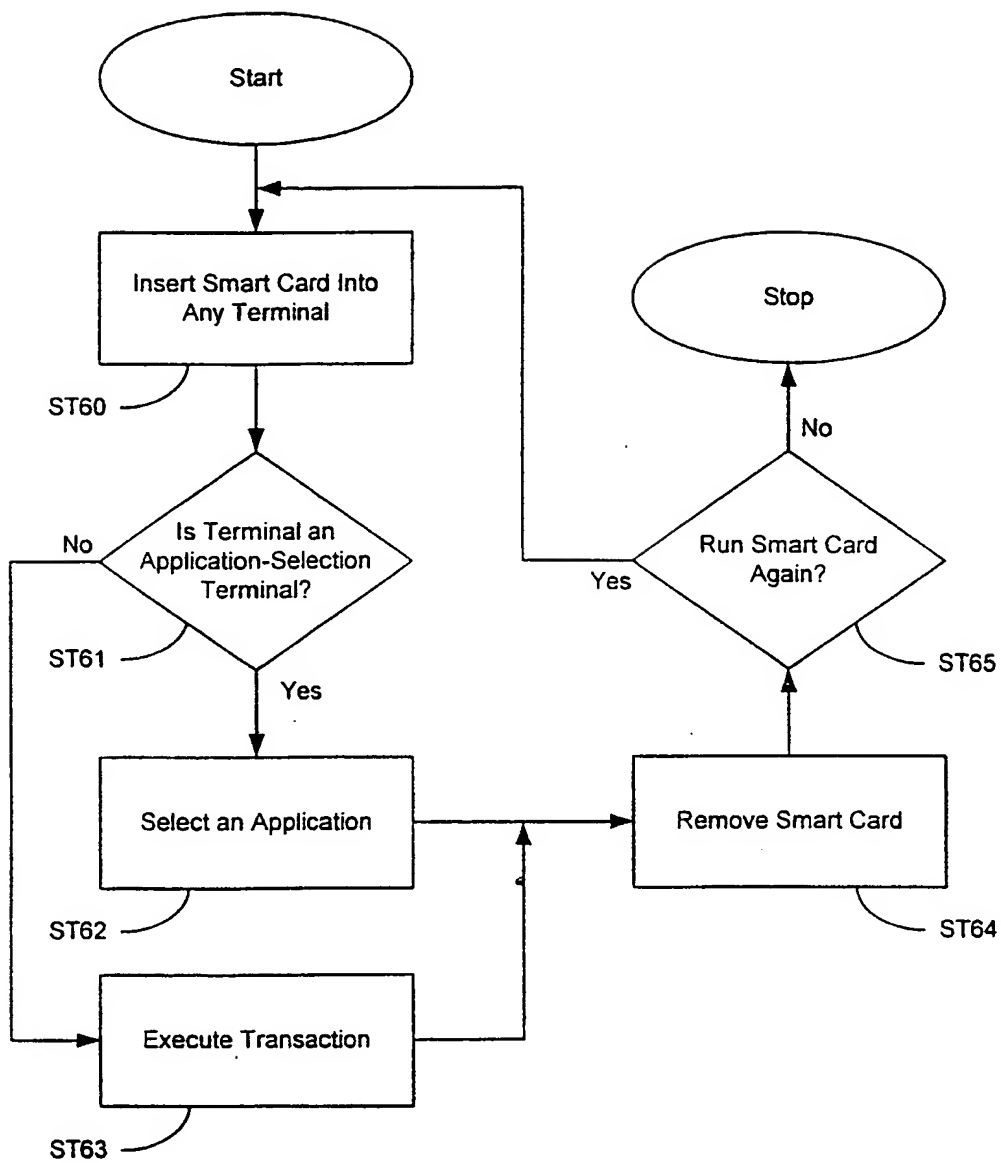 Start
Insert Smart Card Into
Any Terminal
ST60
Stop
No
Is Terminal an
Application-Selection
Terminal?
No
ST61
Yes
Run Smart Card
Again?
Yes
ST65
Select an Application
ST62
Remove Smart Card
ST64
Execute Transaction
ST63